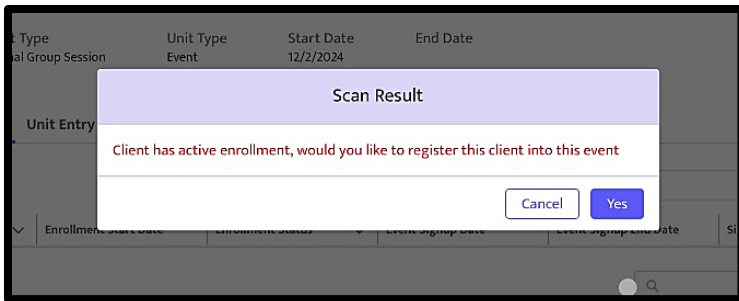 Type Unit Type Start Date End Date
Group Session Event 12/2/2024
Scan Result
Unit Entry
Client has active enrollment, would you like to register this client into this event
Cancel Yes
Enrollment Start Date Enrollment Status Event Signup Date Event Signup End Date